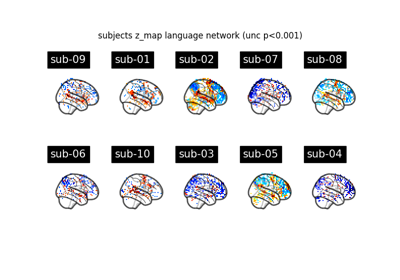 subjects z_map language network (unc p<0.001)
sub-09 sub-01 sub-02 sub-07 sub-08
sub-06 sub-10 sub-03 sub-05 sub-04